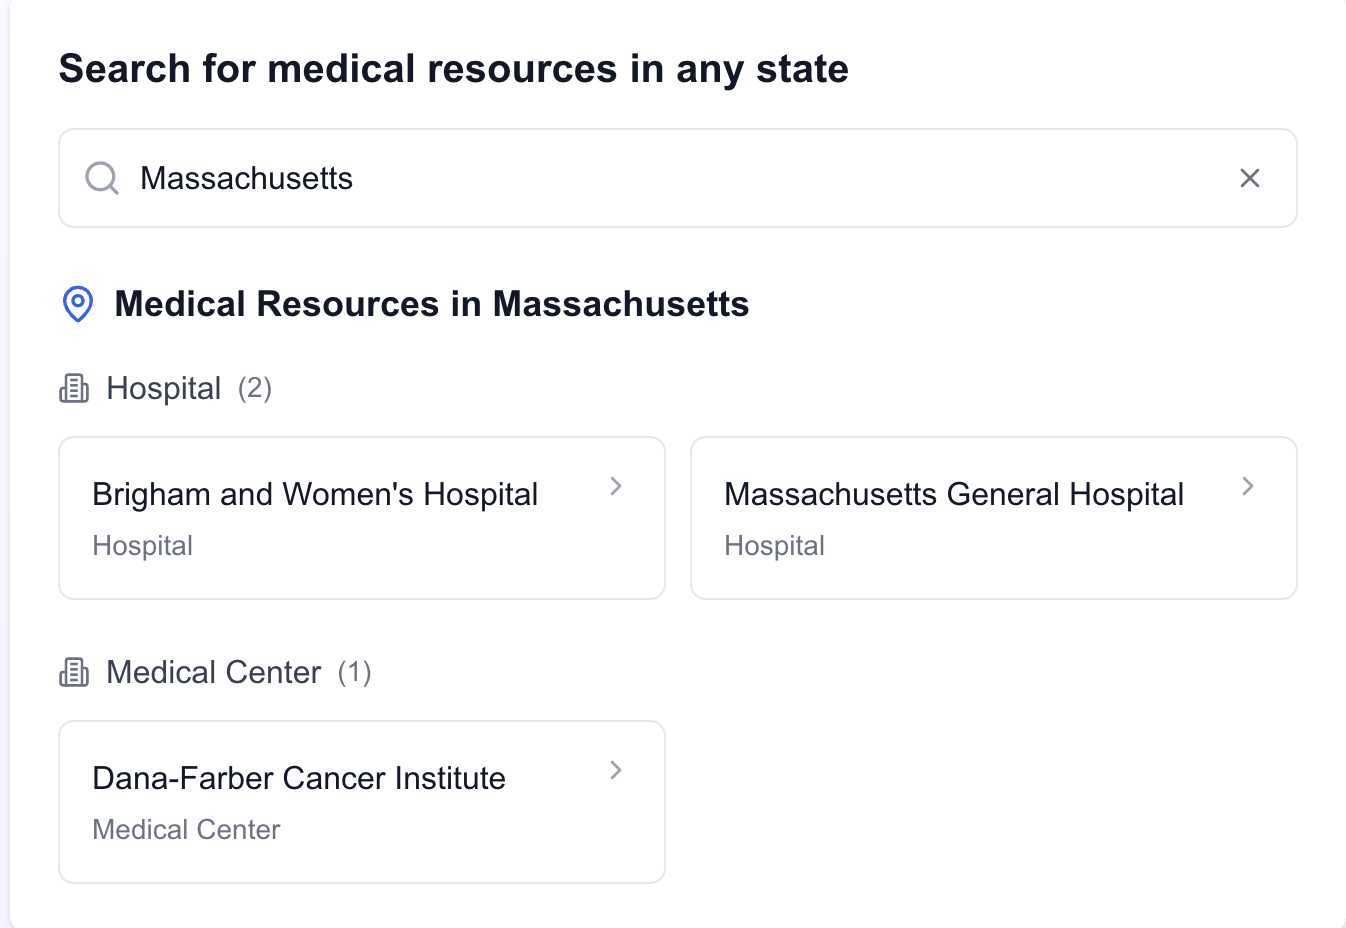 Search for medical resources in any state
Massachusetts
Medical Resources in Massachusetts
Hospital (2)
Brigham and Women's Hospital
Hospital
Massachusetts General Hospital
Hospital
Medical Center (1)
Dana-Farber Cancer Institute
Medical Center